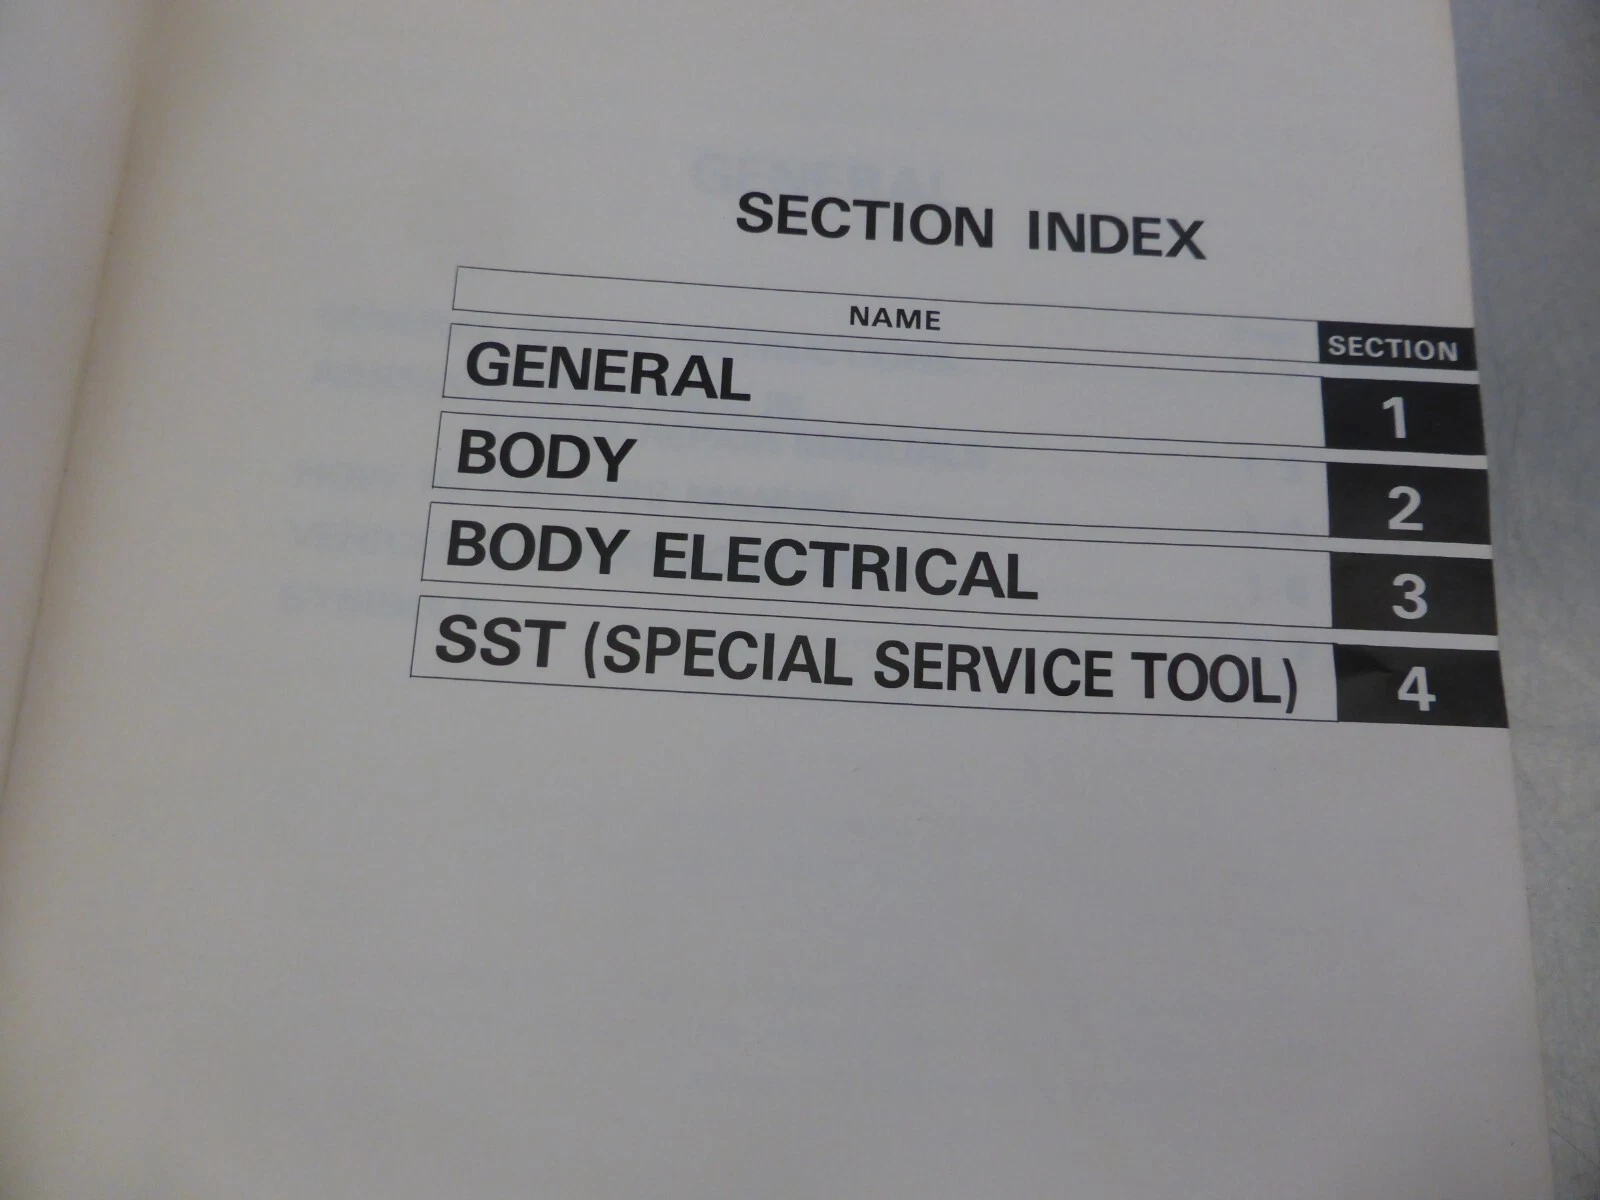 SECTION INDEX
NAME SECTION
GENERAL 1
BODY 2
BODY ELECTRICAL 3
SST (SPECIAL SERVICE TOOL) 4